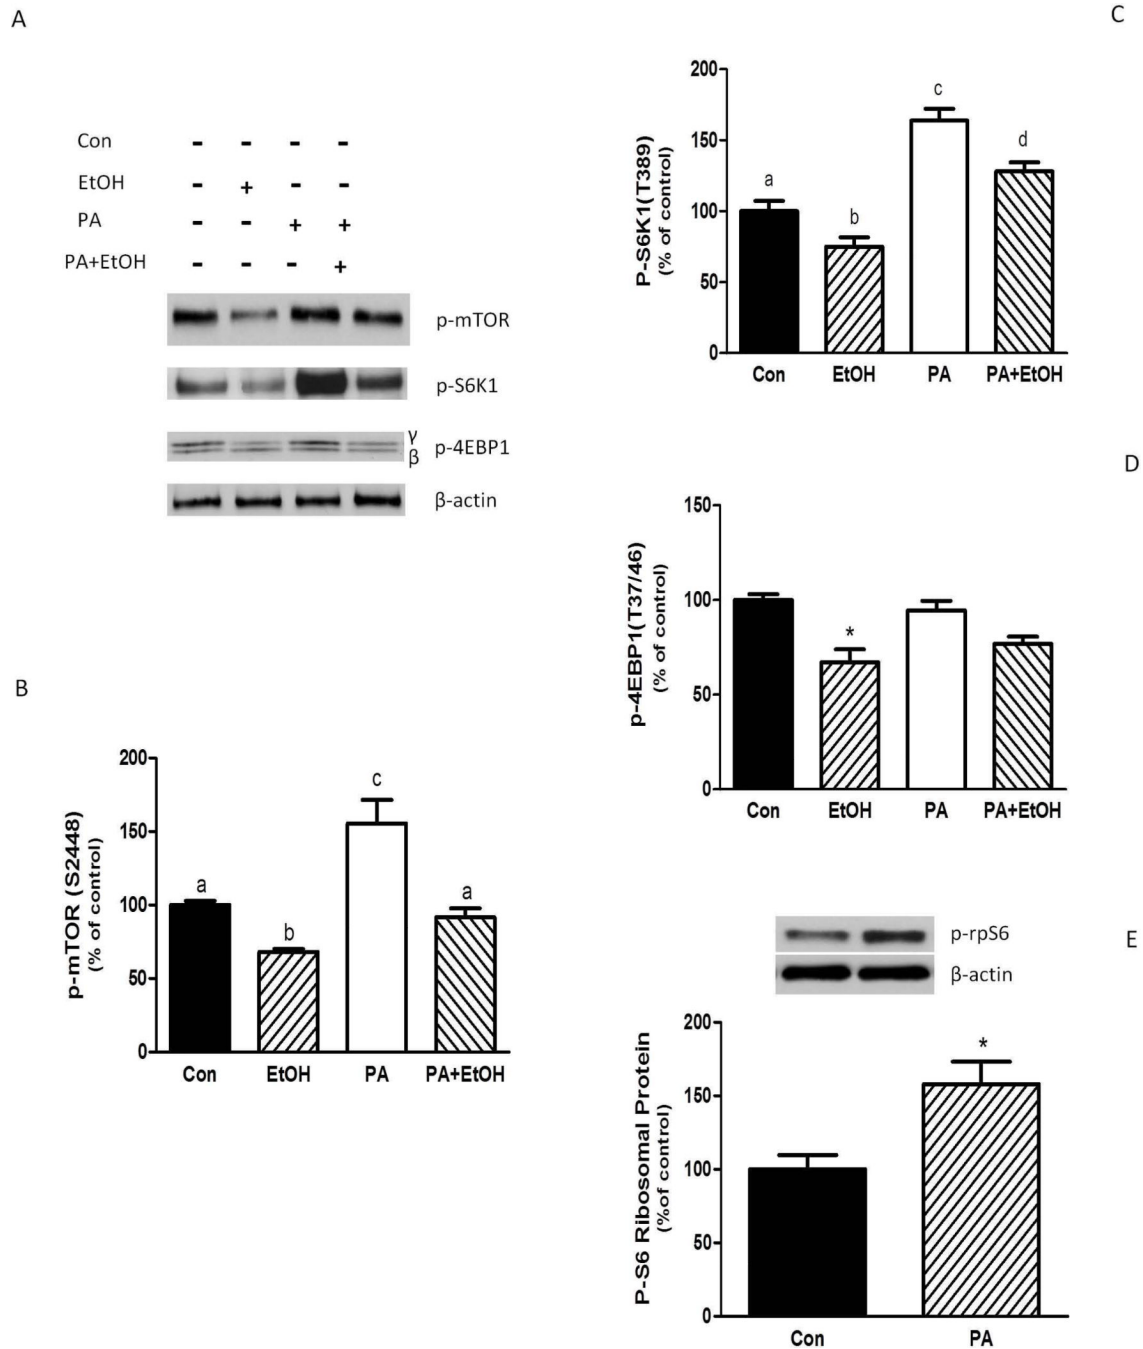 A
Con - - - -
EtOH - + - -
PA - - + +
PA+EtOH - - - +
p-mTOR
p-S6K1
γ
β
p-4EBP1
β-actin
B
p-mTOR (S2448)
(% of control)
200
150
100
50
0
a
b
c
a
Con EtOH PA PA+EtOH
C
P-S6K1(T389)
(% of control)
200
150
100
50
0
a
b
c
d
Con EtOH PA PA+EtOH
D
p-4EBP1(T37/46)
(% of control)
150
100
50
0
*
Con EtOH PA PA+EtOH
E
p-rpS6
β-actin
P-S6 Ribosomal Protein
(%of control)
200
150
100
50
0
*
Con PA